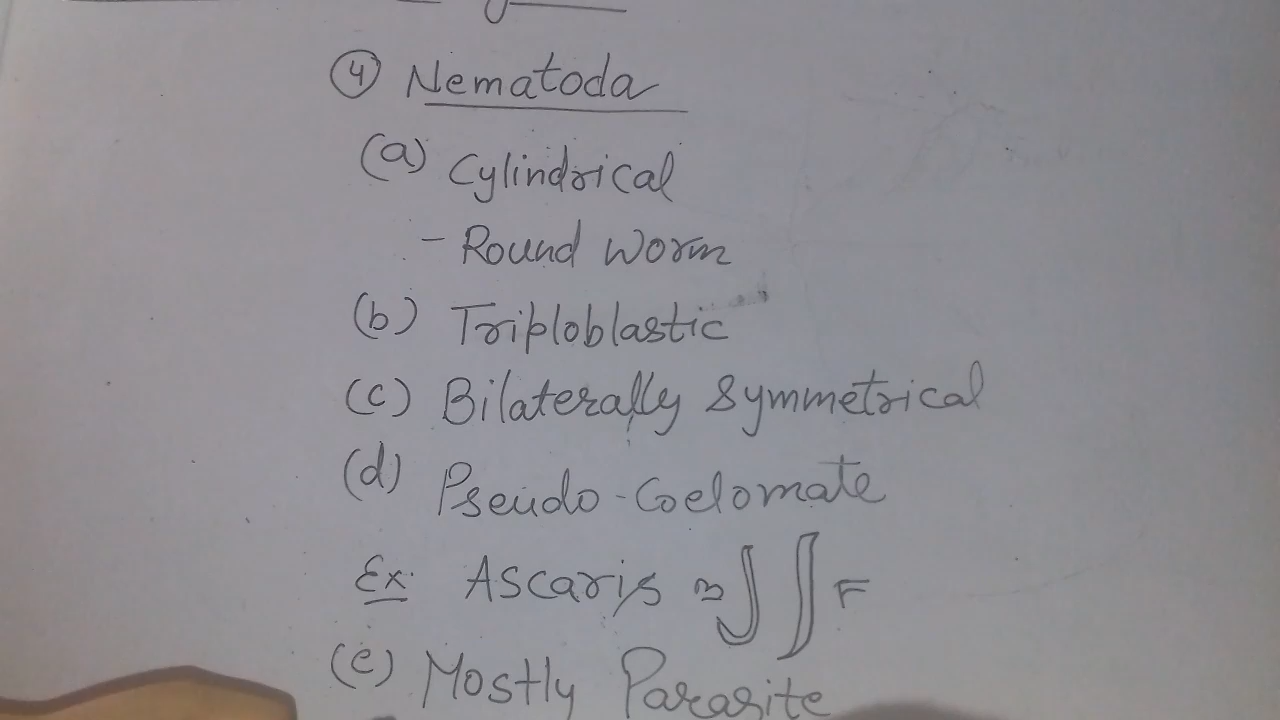 ④ Nematoda
(a) Cylindrical
- Round Worm
(b) Triploblastic
(c) Bilaterally Symmetrical
(d) Pseudo-Coelomate
Ex. Ascaris m F
(e) Mostly Parasite